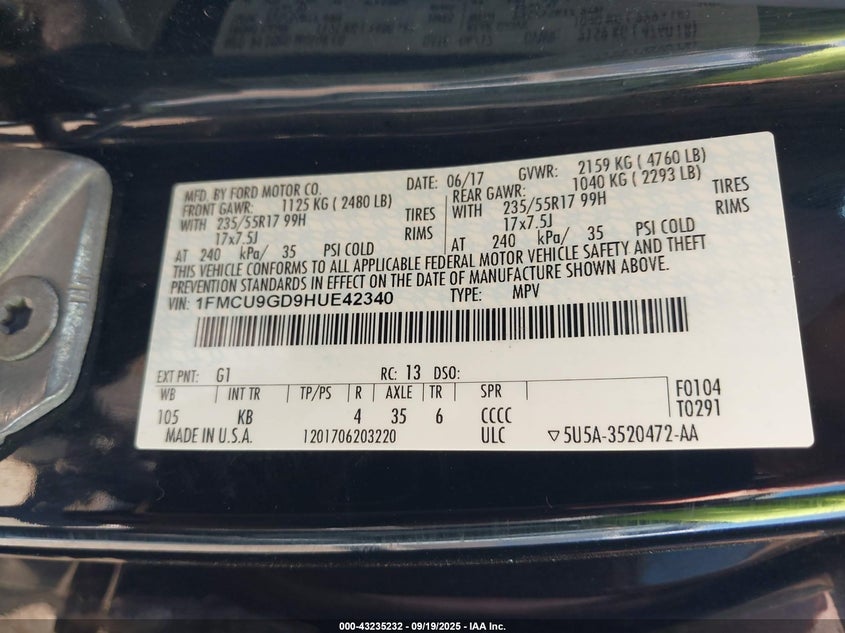 MFD. BY FORD MOTOR CO. DATE: 06/17 GVWR: 2159 KG ( 4760 LB)
FRONT GAWR: 1125 KG ( 2480 LB) REAR GAWR: 1040 KG ( 2293 LB)
WITH 235/55R17 99H TIRES WITH 235/55R17 99H TIRES
17x7.5J RIMS 17x7.5J RIMS
AT 240 kPa/ 35 PSI COLD AT 240 kPa/ 35 PSI COLD
THIS VEHICLE CONFORMS TO ALL APPLICABLE FEDERAL MOTOR VEHICLE SAFETY AND THEFT
PREVENTION STANDARDS IN EFFECT ON THE DATE OF MANUFACTURE SHOWN ABOVE.
VIN: 1FMCU9GD9HUE42340 TYPE: MPV
EXT PNT: G1 RC: 13 DSO:
WB INT TR TP/PS R AXLE TR SPR F0104
105 KB 4 35 6 CCCC T0291
MADE IN U.S.A. 1201706203220 ULC ▽5U5A-3520472-AA
000-43235232 - 09/19/2025 - IAA Inc.